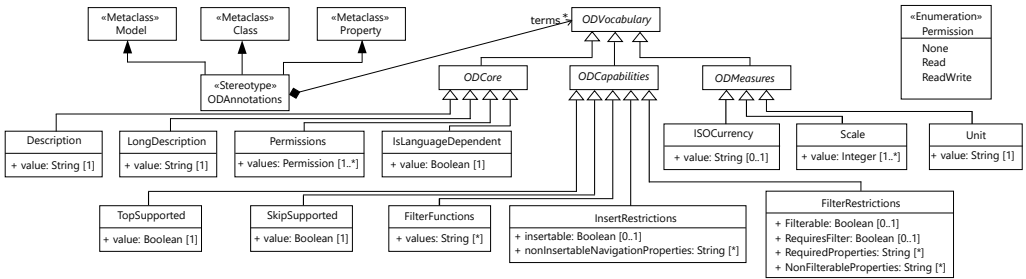 «Metaclass»
Model
«Metaclass»
Class
«Metaclass»
Property
terms
*
ODVocabulary
«Enumeration»
Permission
None
Read
ReadWrite
«Stereotype»
ODAnnotations
ODCore
ODCapabilities
ODMeasures
Description
+ value: String [1]
LongDescription
+ value: String [1]
Permissions
+ values: Permission [1..*]
IsLanguageDependent
+ value: Boolean [1]
ISOCurrency
+ value: String [0..1]
Scale
+ value: Integer [1..*]
Unit
+ value: String [1]
TopSupported
+ value: Boolean [1]
SkipSupported
+ value: Boolean [1]
FilterFunctions
+ values: String [*]
InsertRestrictions
+ insertable: Boolean [0..1]
+ nonInsertableNavigationProperties: String [*]
FilterRestrictions
+ Filterable: Boolean [0..1]
+ RequiresFilter: Boolean [0..1]
+ RequiredProperties: String [*]
+ NonFilterableProperties: String [*]